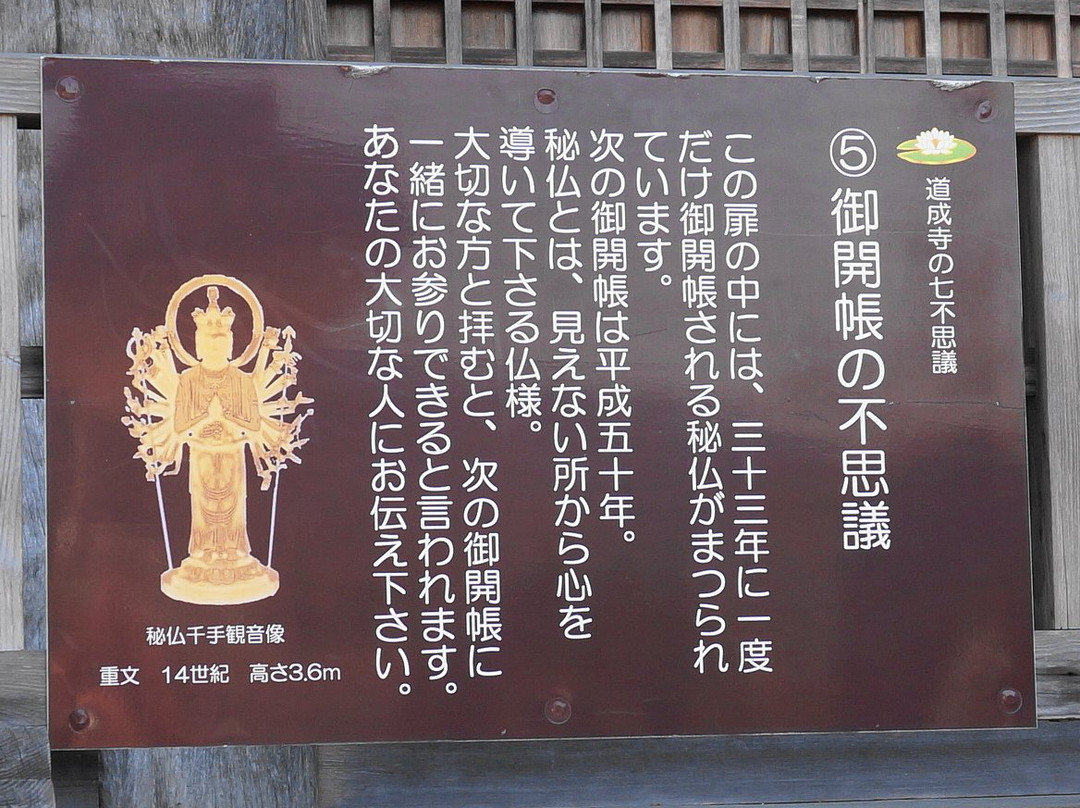 道成寺の七不思議
⑤御開帳の不思議
この扉の中には、三十三年に一度
だけ御開帳される秘仏がまつられ
ています。
次の御開帳は平成五十年。
秘仏とは、見えない所から心を
導いて下さる仏様。
大切な方と拝むと、次の御開帳に
一緒にお参りできると言われます。
あなたの大切な人にお伝え下さい。
秘仏千手観音像
重文 14世紀 高さ3.6m